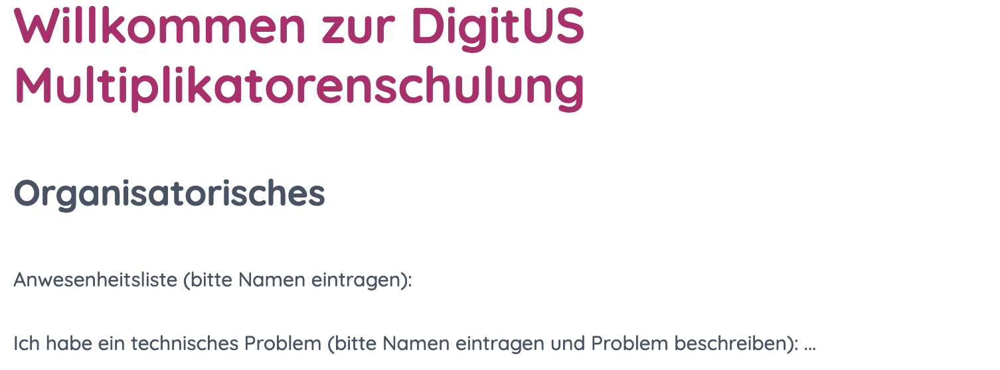 Willkommen zur DigitUS
Multiplikatorenschulung
Organisatorisches
Anwesenheitsliste (bitte Namen eintragen):
Ich habe ein technisches Problem (bitte Namen eintragen und Problem beschreiben): ...